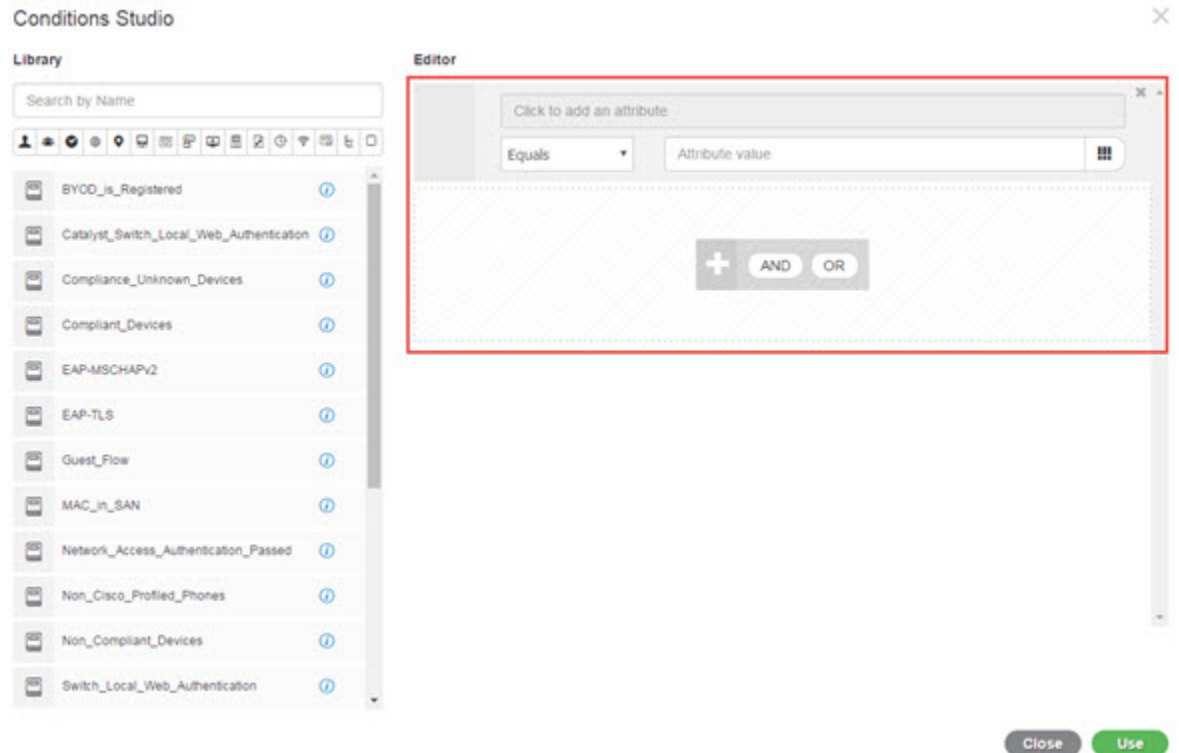 Conditions Studio
Library
Search by Name
BYOD_is_Registered
Catalyst_Switch_Local_Web_Authentication
Compliance_Unknown_Devices
Compliant_Devices
EAP-MSCHAPv2
EAP-TLS
Guest_Flow
MAC_in_SAN
Network_Access_Authentication_Passed
Non_Cisco_Profiled_Phones
Non_Compliant_Devices
Switch_Local_Web_Authentication
Editor
Click to add an attribute
Equals
Attribute value
AND OR
Close Use